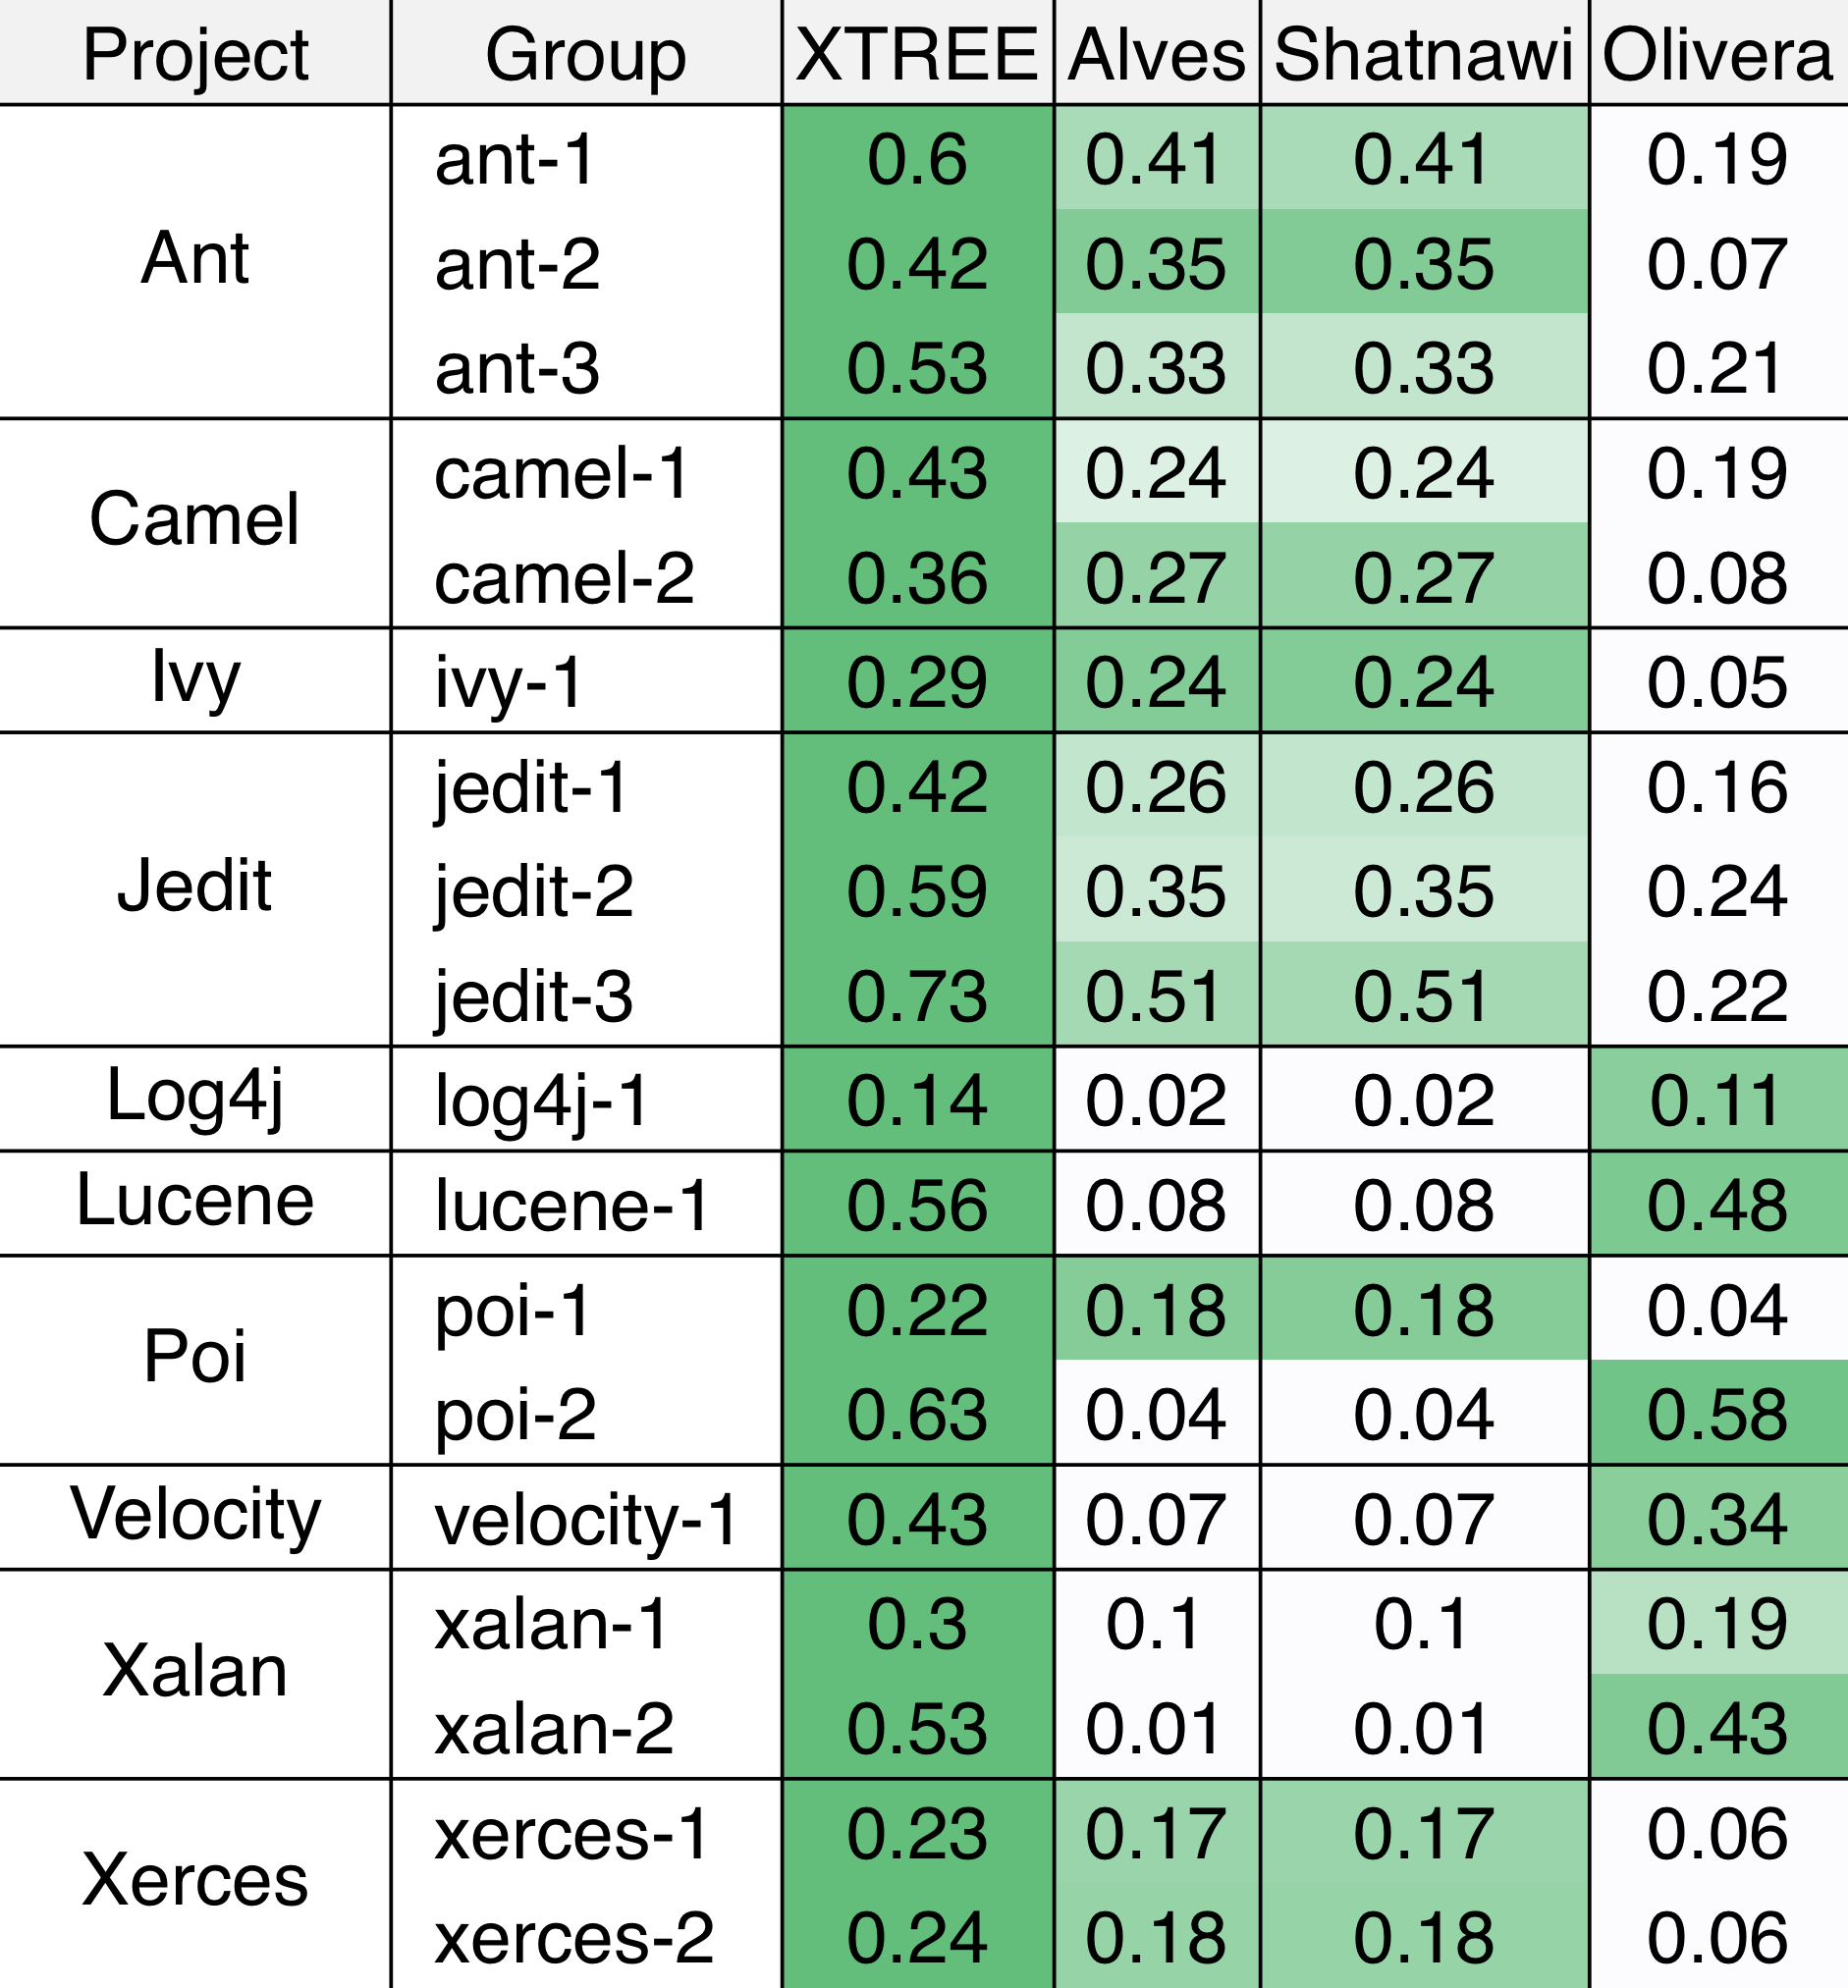 Project Group XTREE Alves Shatnawi Olivera
Ant ant-1 0.6 0.41 0.41 0.19
ant-2 0.42 0.35 0.35 0.07
ant-3 0.53 0.33 0.33 0.21
Camel camel-1 0.43 0.24 0.24 0.19
camel-2 0.36 0.27 0.27 0.08
Ivy ivy-1 0.29 0.24 0.24 0.05
Jedit jedit-1 0.42 0.26 0.26 0.16
jedit-2 0.59 0.35 0.35 0.24
jedit-3 0.73 0.51 0.51 0.22
Log4j log4j-1 0.14 0.02 0.02 0.11
Lucene lucene-1 0.56 0.08 0.08 0.48
Poi poi-1 0.22 0.18 0.18 0.04
poi-2 0.63 0.04 0.04 0.58
Velocity velocity-1 0.43 0.07 0.07 0.34
Xalan xalan-1 0.3 0.1 0.1 0.19
xalan-2 0.53 0.01 0.01 0.43
Xerces xerces-1 0.23 0.17 0.17 0.06
xerces-2 0.24 0.18 0.18 0.06